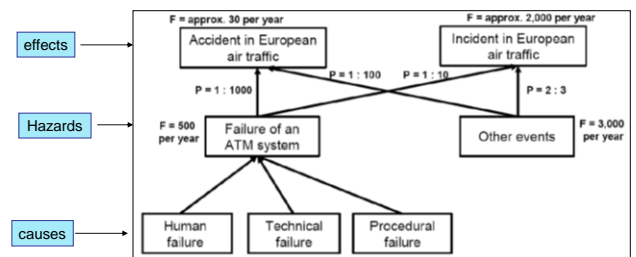 F = approx. 30 per year
F = approx. 2,000 per year
effects
Accident in European
air traffic
Incident in European
air traffic
P = 1 : 100
P = 1 : 10
P = 1 : 1000
P = 2 : 3
Hazards
F = 500
per year
Failure of an
ATM system
Other events
F = 3,000
per year
causes
Human
failure
Technical
failure
Procedural
failure